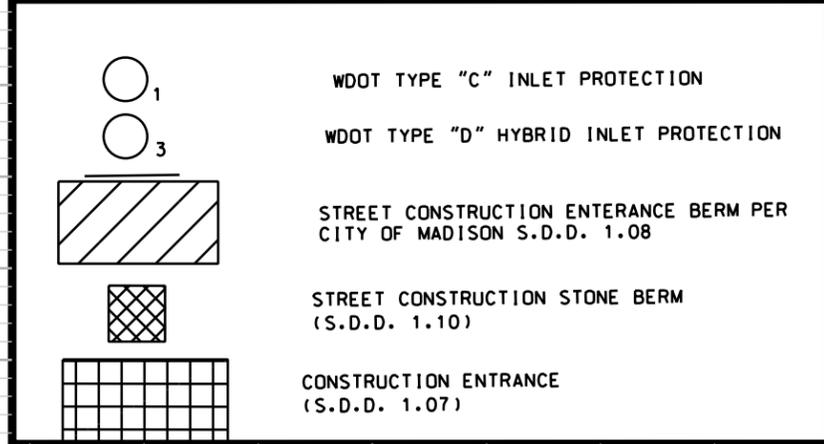 1 WDOT TYPE "C" INLET PROTECTION
3 WDOT TYPE "D" HYBRID INLET PROTECTION
STREET CONSTRUCTION ENTERANCE BERM PER
CITY OF MADISON S.D.D. 1.08
STREET CONSTRUCTION STONE BERM
(S.D.D. 1.10)
CONSTRUCTION ENTRANCE
(S.D.D. 1.07)